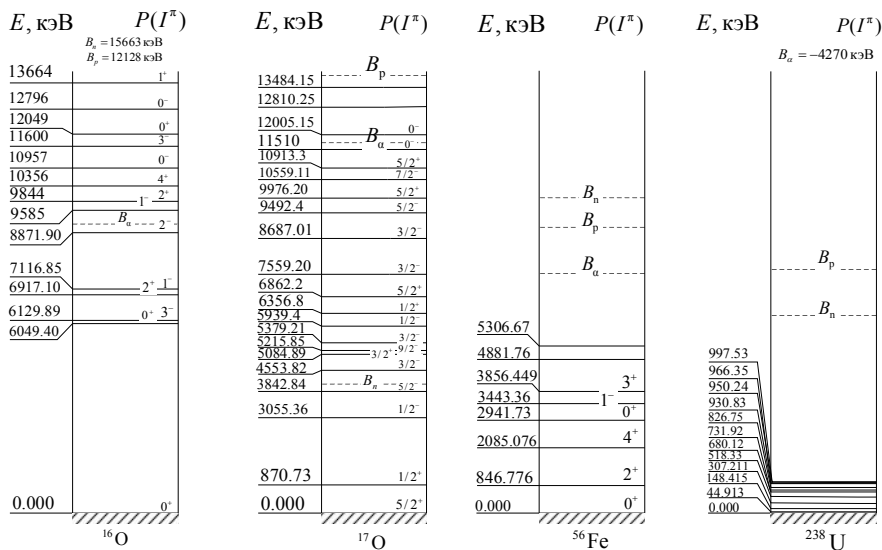 E, кэВ P(I^π)
B_n = 15663 кэВ
B_p = 12128 кэВ
13664 1⁺
12796 0⁻
12049 0⁺
11600 3⁻
10957 0⁻
10356 4⁺
9844 2⁺
1⁻
9585
B_α 2⁻
8871.90
7116.85 2⁺ 1⁻
6917.10
6129.89 0⁺ 3⁻
6049.40
0.000 0⁺
¹⁶O
E, кэВ P(I^π)
B_p
13484.15
12810.25
12005.15 0⁻
11510 B_α 0⁻
10913.3 5/2⁺
10559.11 7/2⁻
9976.20 5/2⁺
9492.4 5/2⁻
8687.01 3/2⁻
7559.20 3/2⁻
6862.2 5/2⁺
6356.8 1/2⁺
5939.4 1/2⁻
5379.21 3/2⁻
5215.85 9/2⁻
5084.89 3/2⁺
4553.82 3/2⁻
3842.84 B_n 5/2⁻
3055.36 1/2⁻
870.73 1/2⁺
0.000 5/2⁺
¹⁷O
E, кэВ P(I^π)
B_n
B_p
B_α
5306.67
4881.76
3856.449 3⁺
3443.36 1⁻
2941.73 0⁺
2085.076 4⁺
846.776 2⁺
0.000 0⁺
⁵⁶Fe
E, кэВ P(I^π)
B_α = −4270 кэВ
B_p
B_n
997.53
966.35
950.24
930.83
826.75
731.92
680.12
518.33
307.211
148.415
44.913
0.000
²³⁸U